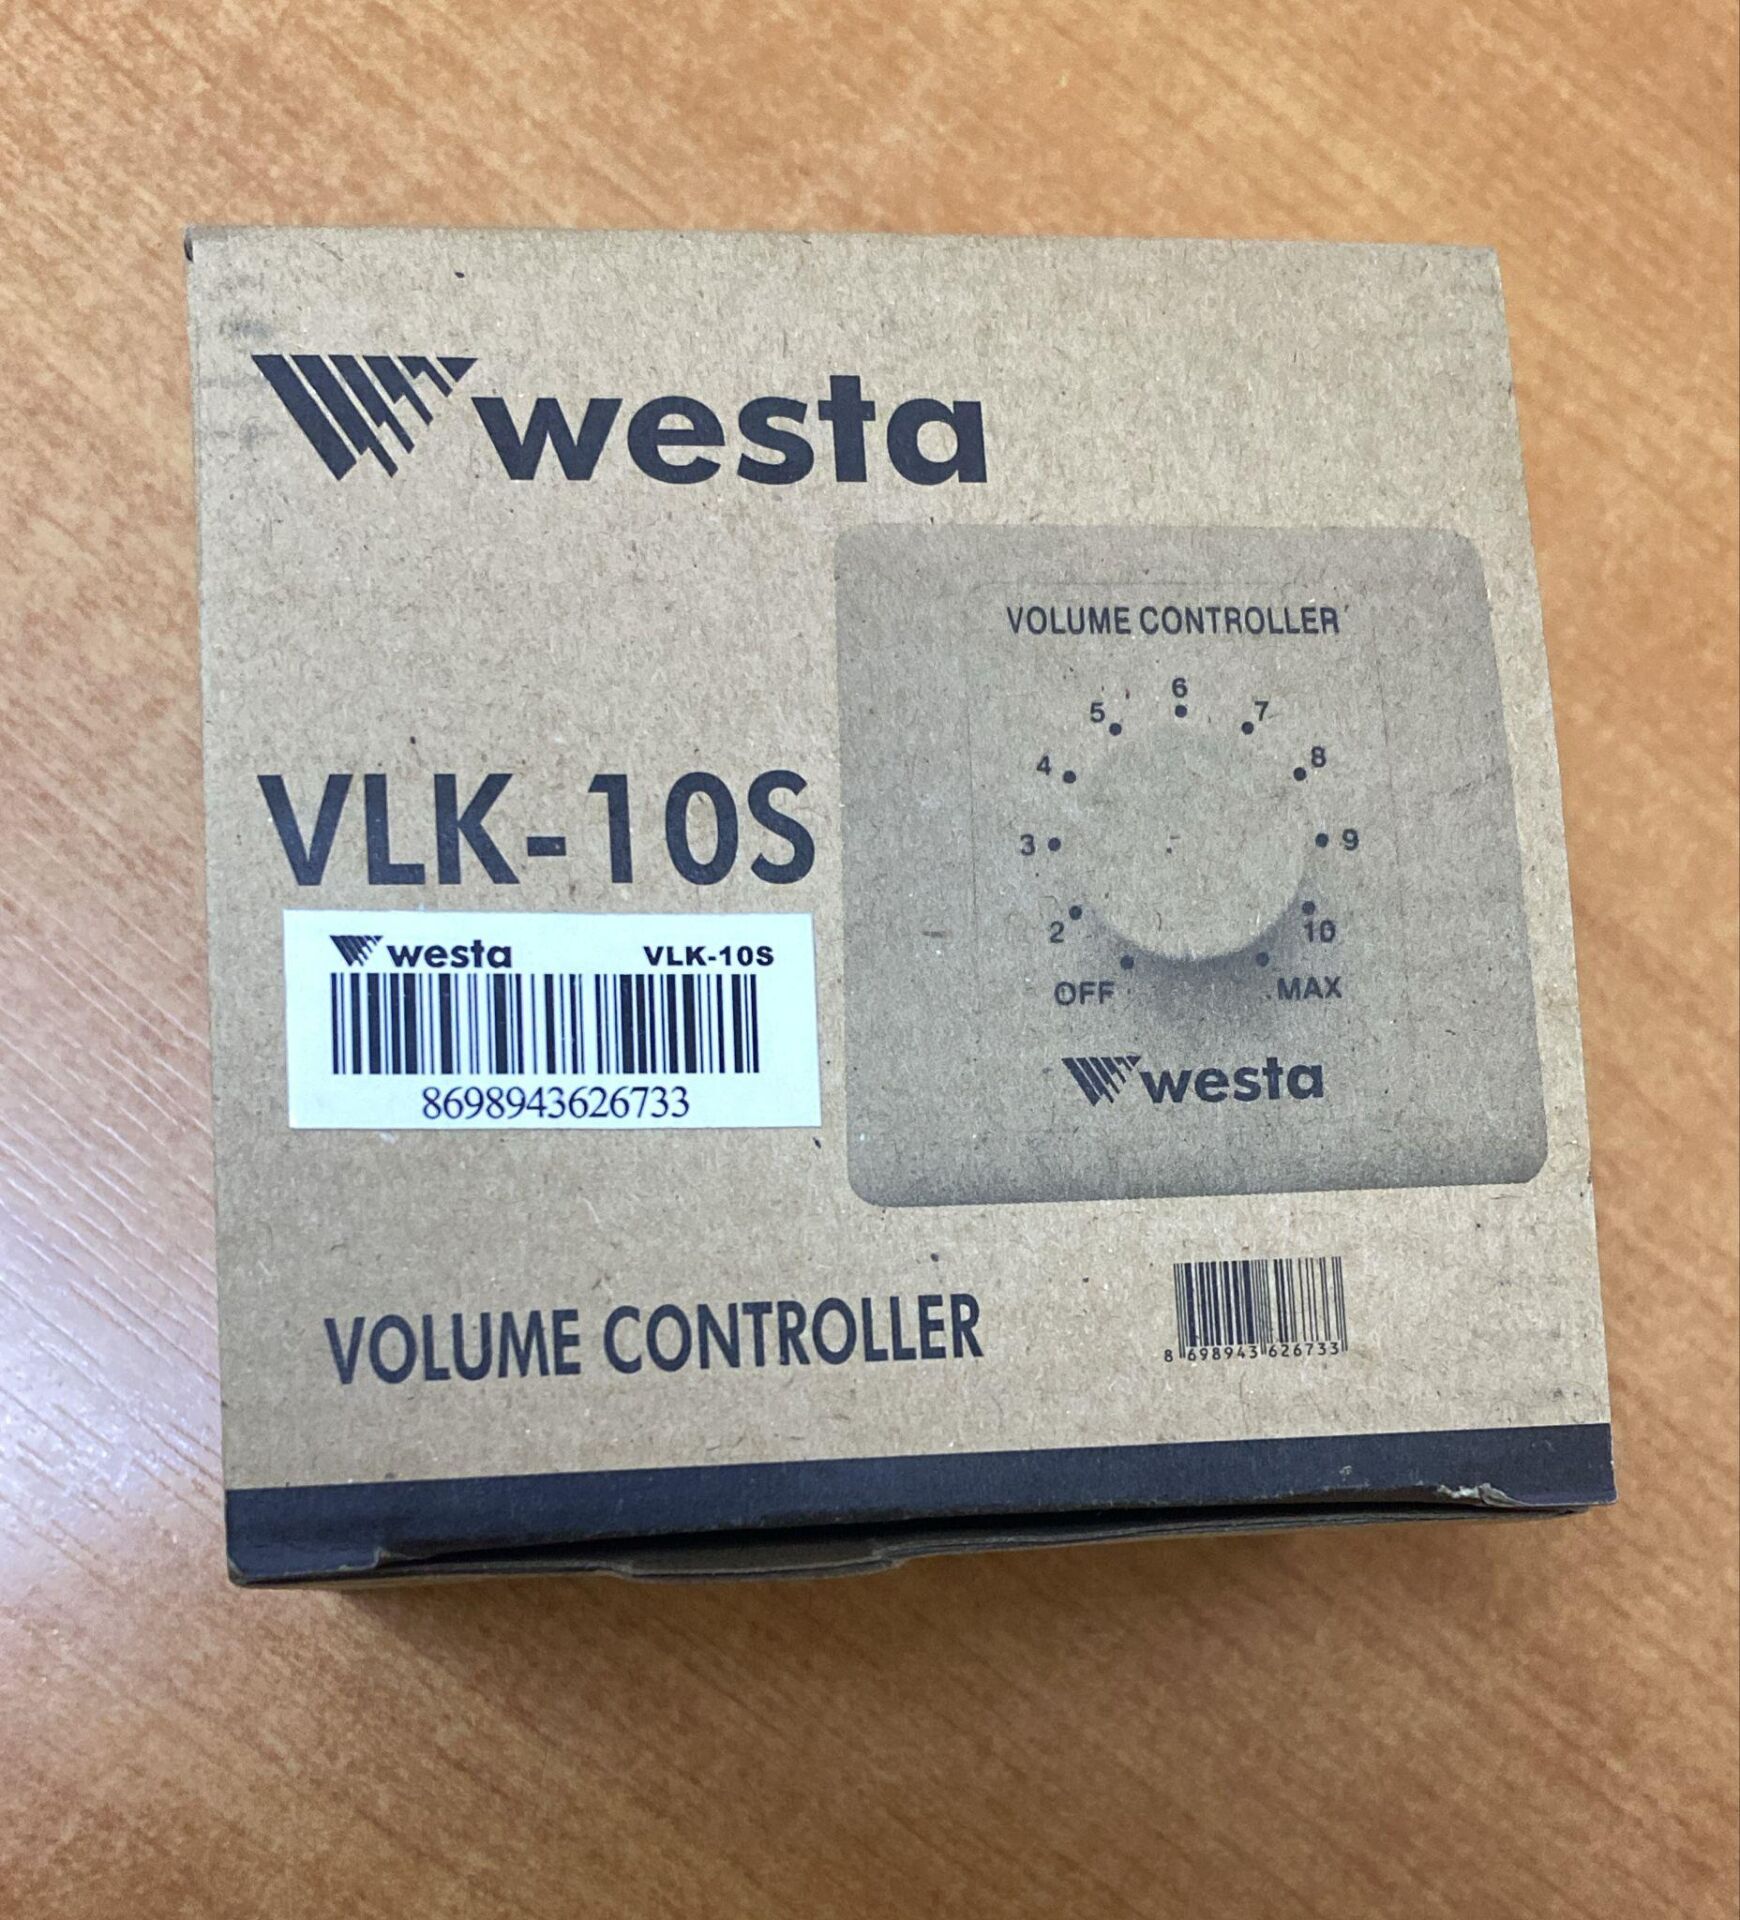 westa
VOLUME CONTROLLER
6
5
7
4
8
3
9
2
10
OFF
MAX
westa
VLK-10S
westa VLK-10S
8698943626733
VOLUME CONTROLLER
8 698943 626733